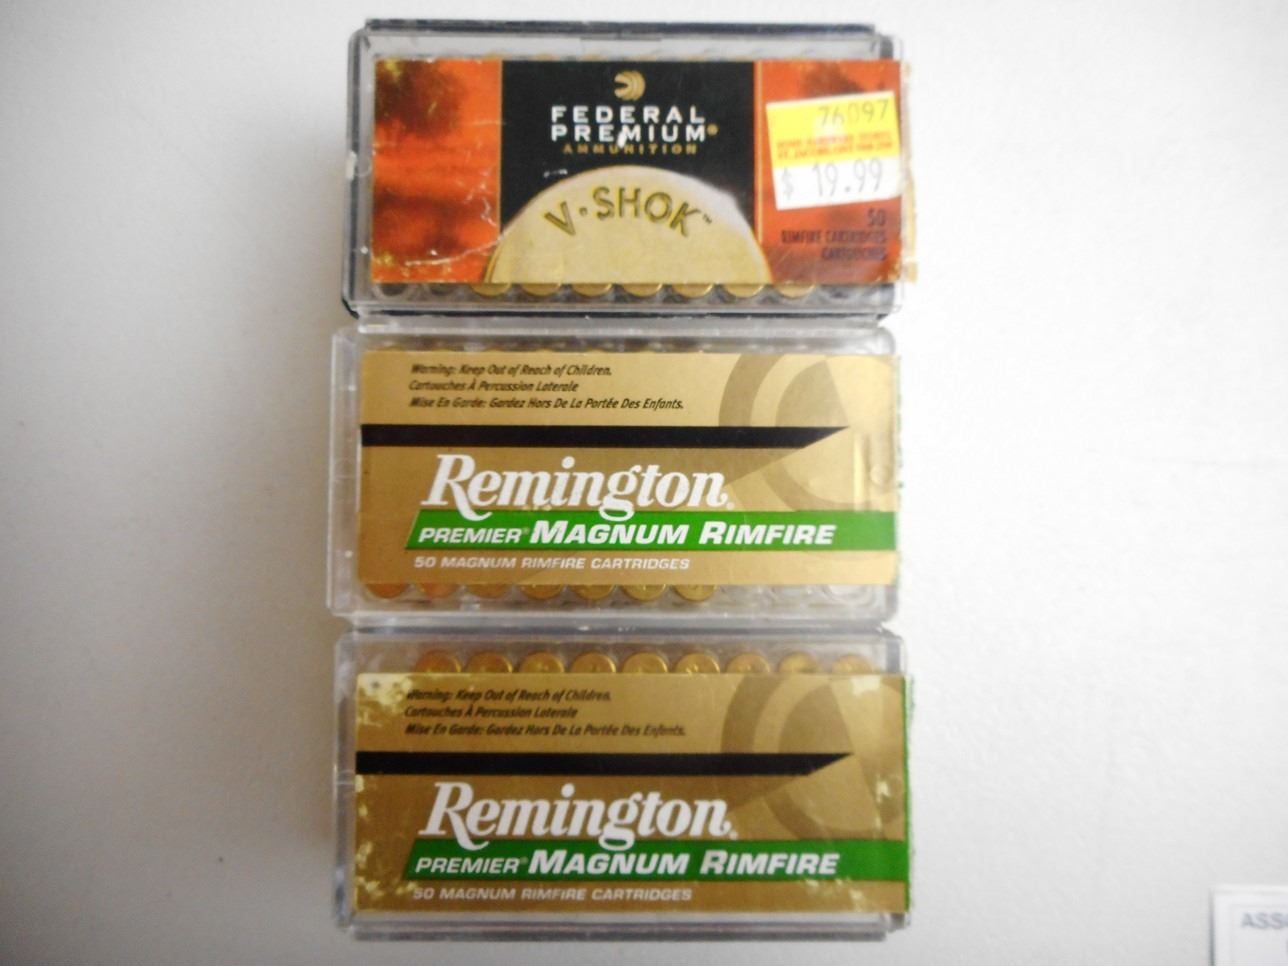 FEDERAL
PREMIUM®
AMMUNITION
V·SHOK™
76097
$ 19.99
50
RIMFIRE CARTRIDGES
CARTOUCHES
Warning: Keep Out of Reach of Children.
Cartouches À Percussion Laterale
Mise En Garde: Gardez Hors De La Portée Des Enfants.
Remington®
PREMIER® MAGNUM RIMFIRE
50 MAGNUM RIMFIRE CARTRIDGES
Warning: Keep Out of Reach of Children.
Cartouches À Percussion Laterale
Mise En Garde: Gardez Hors De La Portée Des Enfants.
Remington®
PREMIER® MAGNUM RIMFIRE
50 MAGNUM RIMFIRE CARTRIDGES